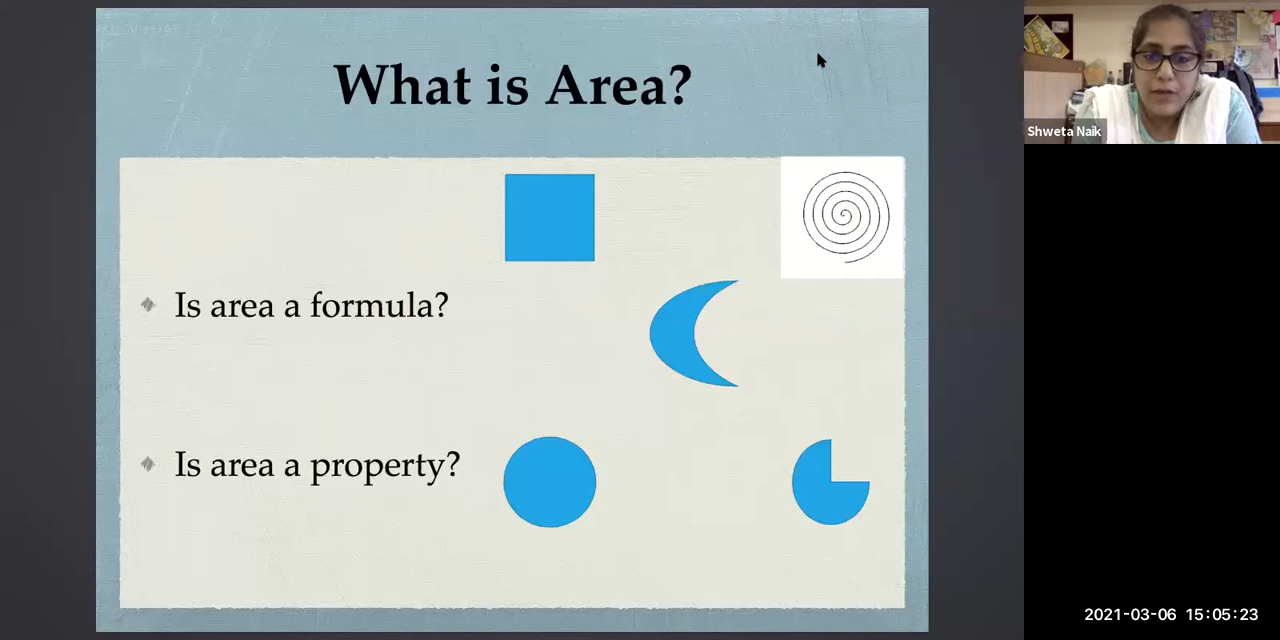 What is Area?
Shweta Naik
Is area a formula?
Is area a property?
2021-03-06 15:05:23